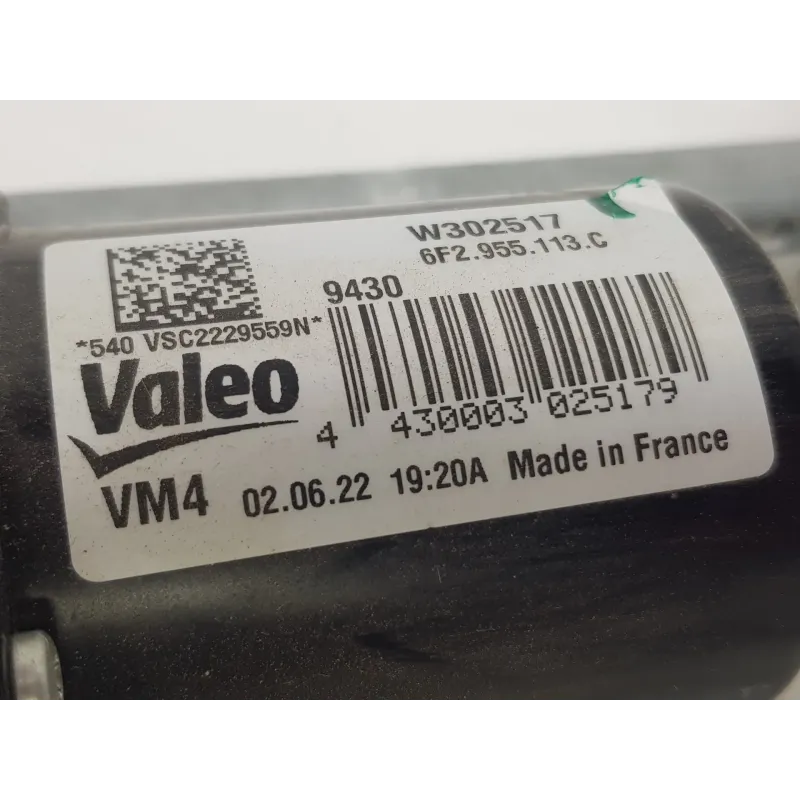 W302517
6F2.955.113.C
9430
*540 VSC2229559N*
Valeo
4 430003 025179
VM4 02.06.22 19:20A Made in France